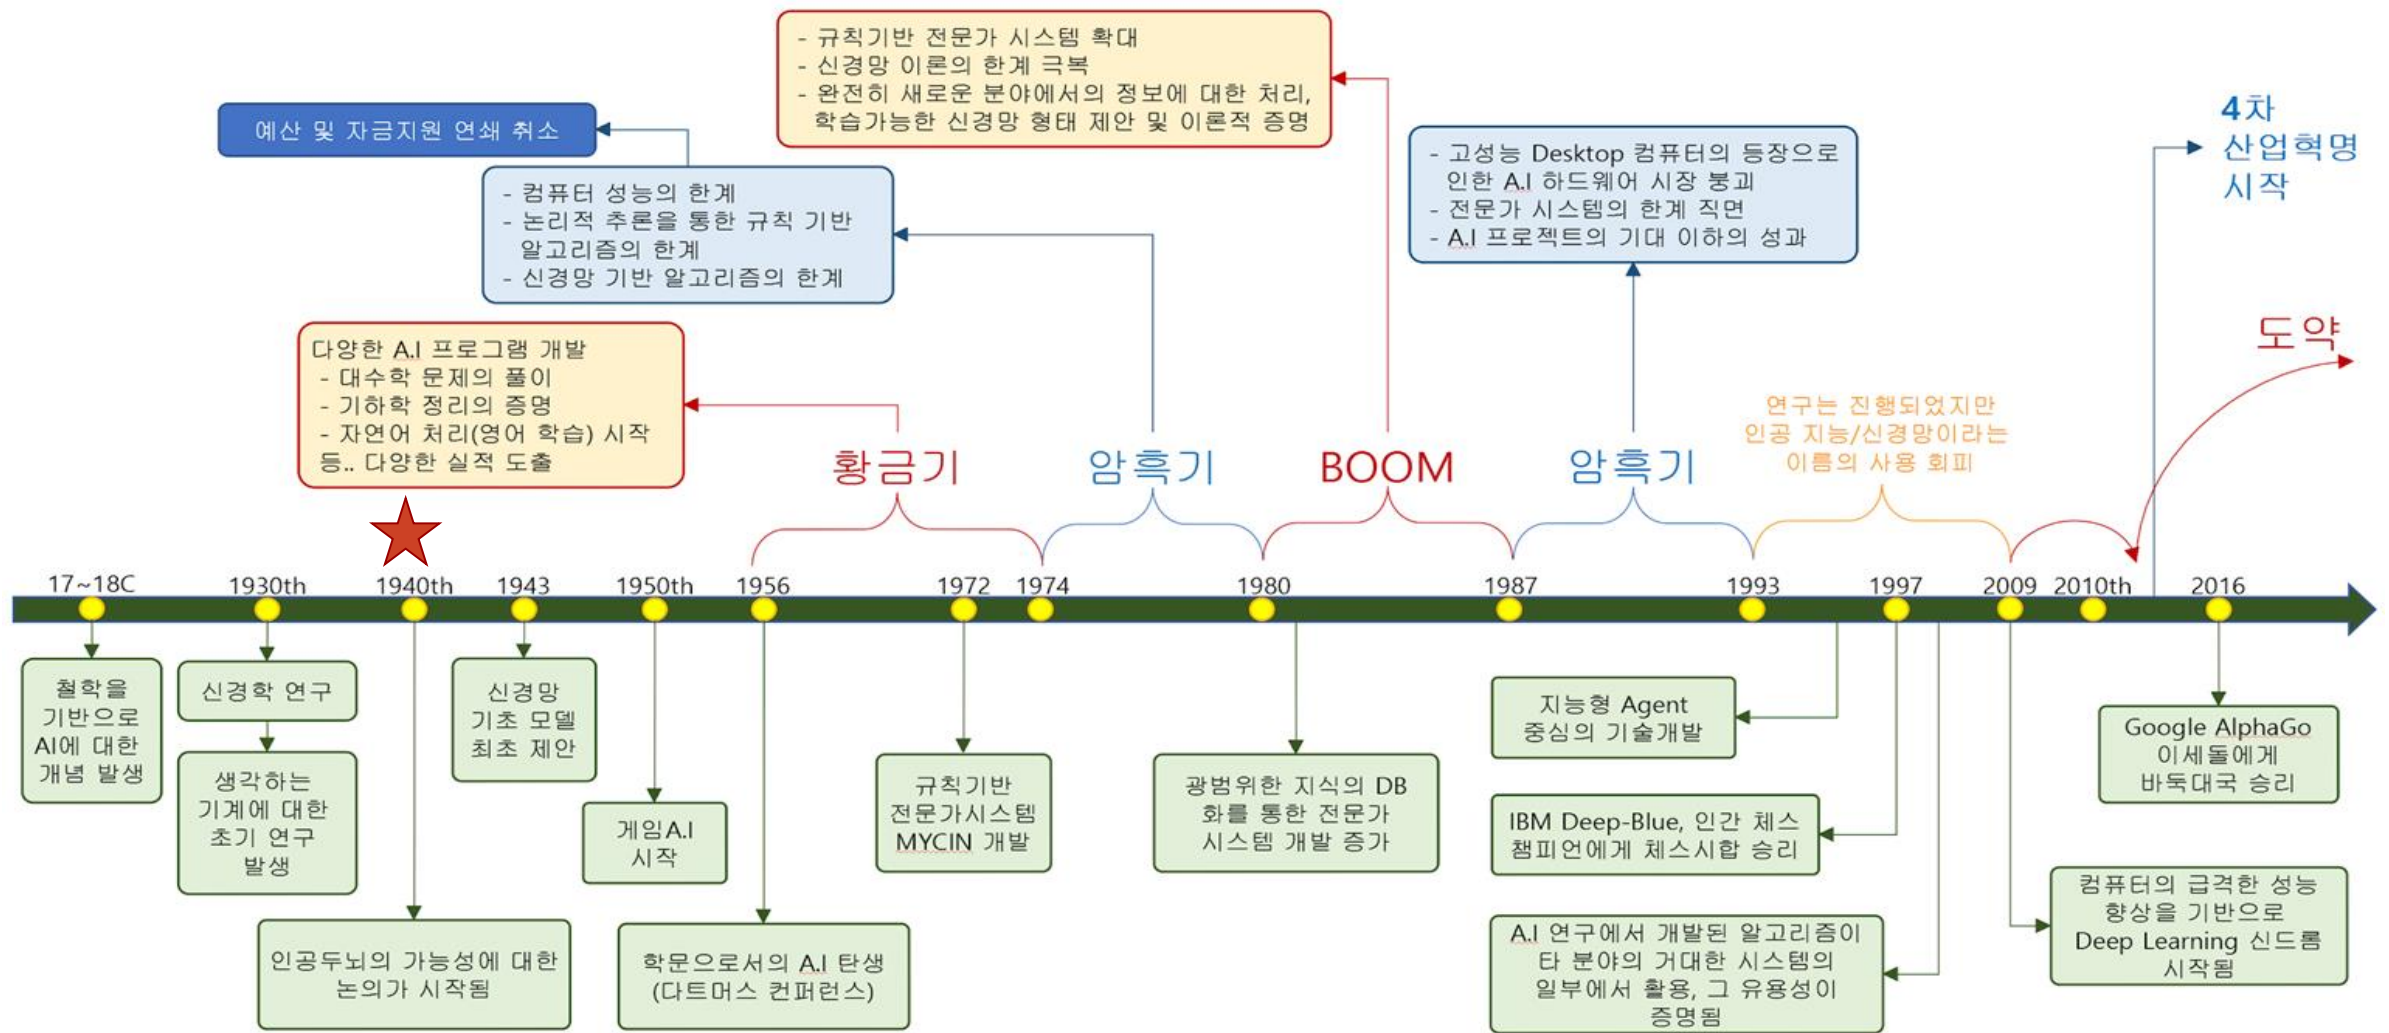 - 규칙기반 전문가 시스템 확대
- 신경망 이론의 한계 극복
- 완전히 새로운 분야에서의 정보에 대한 처리,
학습가능한 신경망 형태 제안 및 이론적 증명
예산 및 자금지원 연쇄 취소
- 컴퓨터 성능의 한계
- 논리적 추론을 통한 규칙 기반
알고리즘의 한계
- 신경망 기반 알고리즘의 한계
- 고성능 Desktop 컴퓨터의 등장으로
인한 A.I 하드웨어 시장 붕괴
- 전문가 시스템의 한계 직면
- A.I 프로젝트의 기대 이하의 성과
4차
산업혁명
시작
다양한 A.I 프로그램 개발
- 대수학 문제의 풀이
- 기하학 정리의 증명
- 자연어 처리(영어 학습) 시작
등.. 다양한 실적 도출
도약
황금기
암흑기
BOOM
암흑기
연구는 진행되었지만
인공 지능/신경망이라는
이름의 사용 회피
17~18C
1930th
1940th
1943
1950th
1956
1972
1974
1980
1987
1993
1997
2009
2010th
2016
철학을
기반으로
AI에 대한
개념 발생
신경학 연구
생각하는
기계에 대한
초기 연구
발생
인공두뇌의 가능성에 대한
논의가 시작됨
신경망
기초 모델
최초 제안
게임A.I
시작
학문으로서의 A.I 탄생
(다트머스 컨퍼런스)
규칙기반
전문가시스템
MYCIN 개발
광범위한 지식의 DB
화를 통한 전문가
시스템 개발 증가
지능형 Agent
중심의 기술개발
IBM Deep-Blue, 인간 체스
챔피언에게 체스시합 승리
A.I 연구에서 개발된 알고리즘이
타 분야의 거대한 시스템의
일부에서 활용, 그 유용성이
증명됨
컴퓨터의 급격한 성능
향상을 기반으로
Deep Learning 신드롬
시작됨
Google AlphaGo
이세돌에게
바둑대국 승리